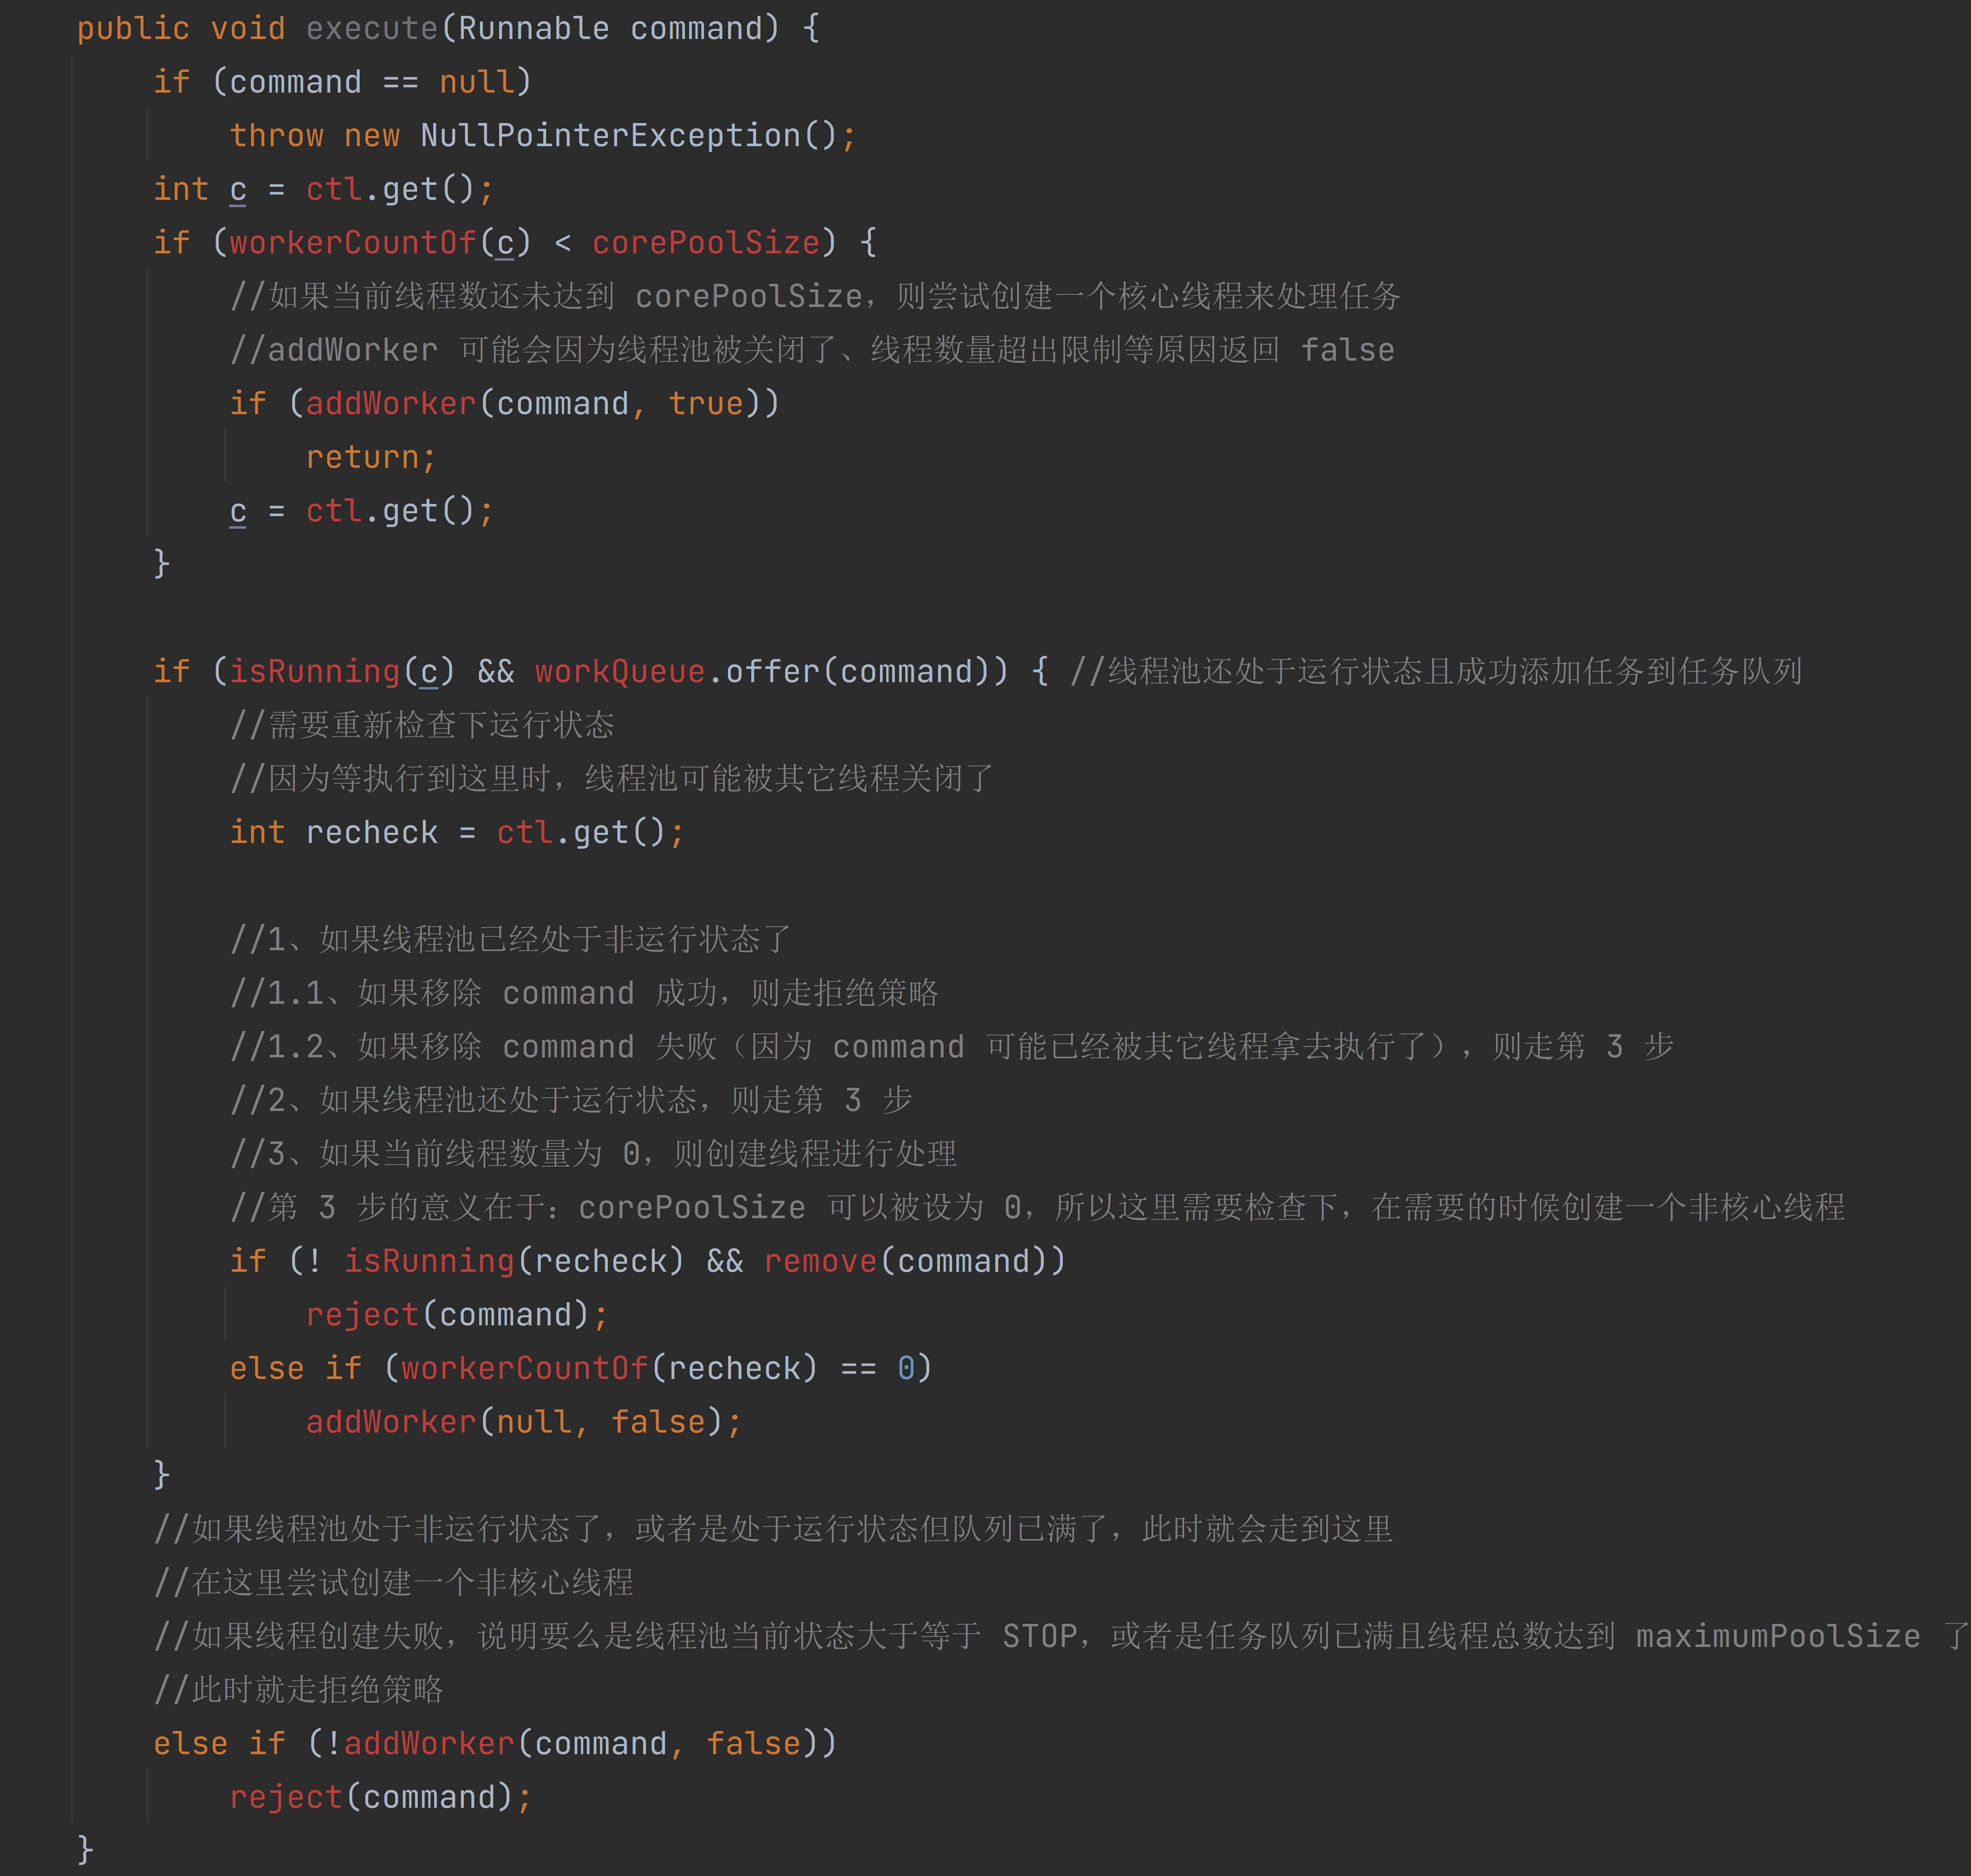 public void execute(Runnable command) {
if (command == null)
throw new NullPointerException();
int c = ctl.get();
if (workerCountOf(c) < corePoolSize) {
//如果当前线程数还未达到 corePoolSize，则尝试创建一个核心线程来处理任务
//addWorker 可能会因为线程池被关闭了、线程数量超出限制等原因返回 false
if (addWorker(command, true))
return;
c = ctl.get();
}
if (isRunning(c) && workQueue.offer(command)) { //线程池还处于运行状态且成功添加任务到任务队列
//需要重新检查下运行状态
//因为等执行到这里时，线程池可能被其它线程关闭了
int recheck = ctl.get();
//1、如果线程池已经处于非运行状态了
//1.1、如果移除 command 成功，则走拒绝策略
//1.2、如果移除 command 失败（因为 command 可能已经被其它线程拿去执行了），则走第 3 步
//2、如果线程池还处于运行状态，则走第 3 步
//3、如果当前线程数量为 0，则创建线程进行处理
//第 3 步的意义在于：corePoolSize 可以被设为 0，所以这里需要检查下，在需要的时候创建一个非核心线程
if (! isRunning(recheck) && remove(command))
reject(command);
else if (workerCountOf(recheck) == 0)
addWorker(null, false);
}
//如果线程池处于非运行状态了，或者是处于运行状态但队列已满了，此时就会走到这里
//在这里尝试创建一个非核心线程
//如果线程创建失败，说明要么是线程池当前状态大于等于 STOP，或者是任务队列已满且线程总数达到 maximumPoolSize 了
//此时就走拒绝策略
else if (!addWorker(command, false))
reject(command);
}